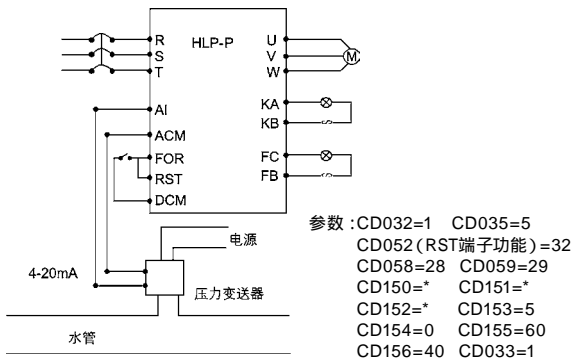 R HLP-P U
S V
T W
M
AI KA
KB
ACM
FOR FC
RST FB
DCM
电源
4-20mA
压力变送器
水管
参数:CD032=1 CD035=5
CD052(RST端子功能)=32
CD058=28 CD059=29
CD150=* CD151=*
CD152=* CD153=5
CD154=0 CD155=60
CD156=40 CD033=1